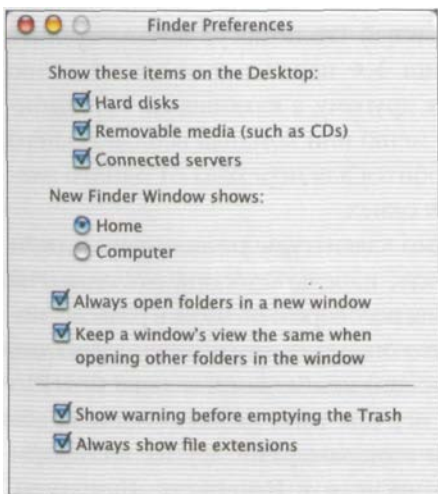 Finder Preferences
Show these items on the Desktop:
Hard disks
Removable media (such as CDs)
Connected servers
New Finder Window shows:
Home
Computer
Always open folders in a new window
Keep a window's view the same when
opening other folders in the window
Show warning before emptying the Trash
Always show file extensions